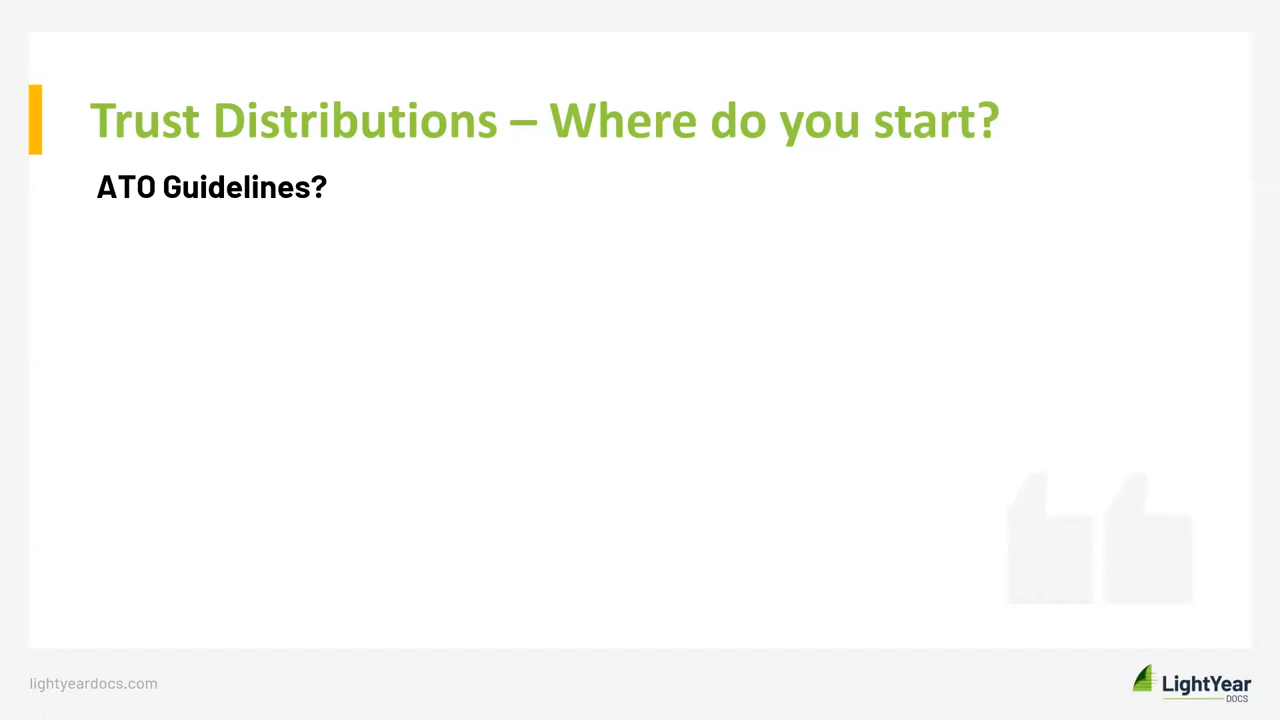 Trust Distributions – Where do you start?
ATO Guidelines?
lightyeardocs.com
LightYear
DOCS